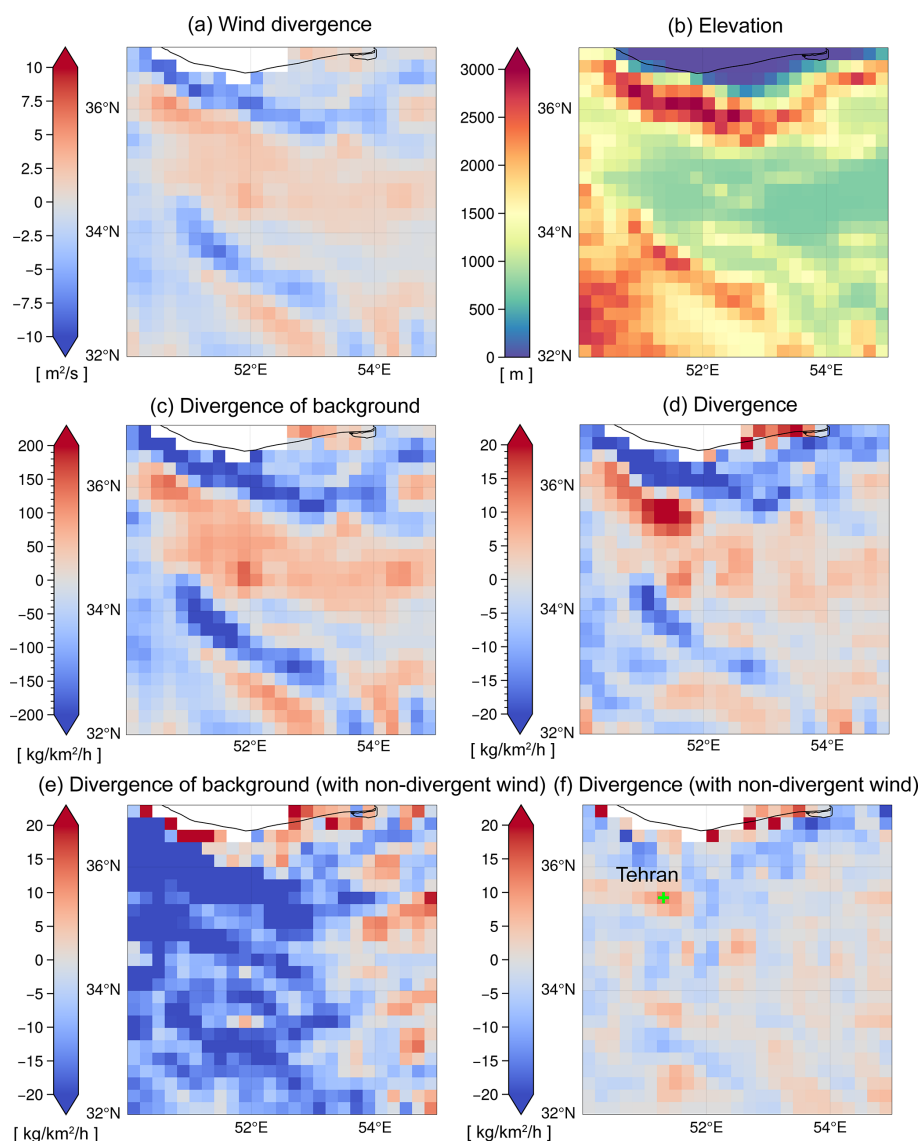 (a) Wind divergence
(b) Elevation
10
7.5
5
2.5
0
−2.5
−5
−7.5
−10
[ m²/s ]
36°N
34°N
32°N
52°E
54°E
3000
2500
2000
1500
1000
500
0
[ m ]
36°N
34°N
32°N
52°E
54°E
(c) Divergence of background
(d) Divergence
200
150
100
50
0
−50
−100
−150
−200
[ kg/km²/h ]
36°N
34°N
32°N
52°E
54°E
20
15
10
5
0
−5
−10
−15
−20
[ kg/km²/h ]
36°N
34°N
32°N
52°E
54°E
(e) Divergence of background (with non-divergent wind)
(f) Divergence (with non-divergent wind)
20
15
10
5
0
−5
−10
−15
−20
[ kg/km²/h ]
36°N
34°N
32°N
52°E
54°E
20
15
10
5
0
−5
−10
−15
−20
[ kg/km²/h ]
36°N
34°N
32°N
52°E
54°E
Tehran